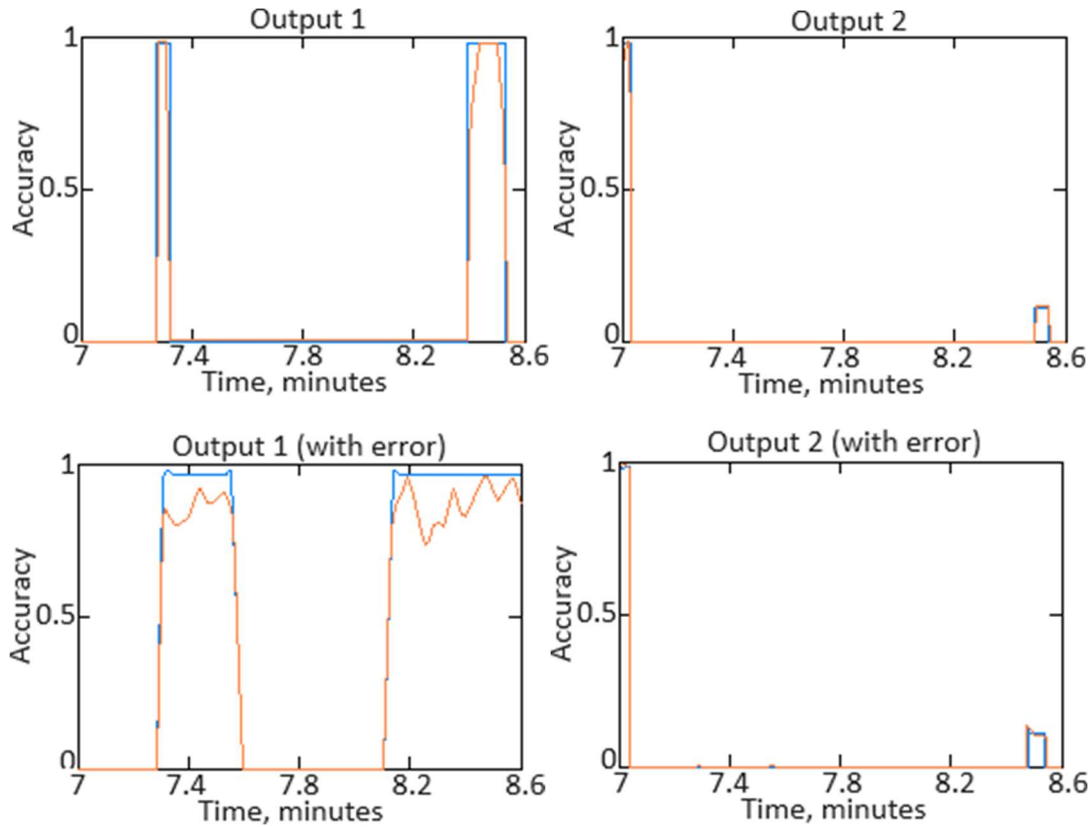 Output 1
Accuracy
1
0.5
0
7 7.4 7.8 8.2 8.6
Time, minutes
Output 2
Accuracy
1
0.5
0
7 7.4 7.8 8.2 8.6
Time, minutes
Output 1 (with error)
Accuracy
1
0.5
0
7 7.4 7.8 8.2 8.6
Time, minutes
Output 2 (with error)
Accuracy
1
0.5
0
7 7.4 7.8 8.2 8.6
Time, minutes